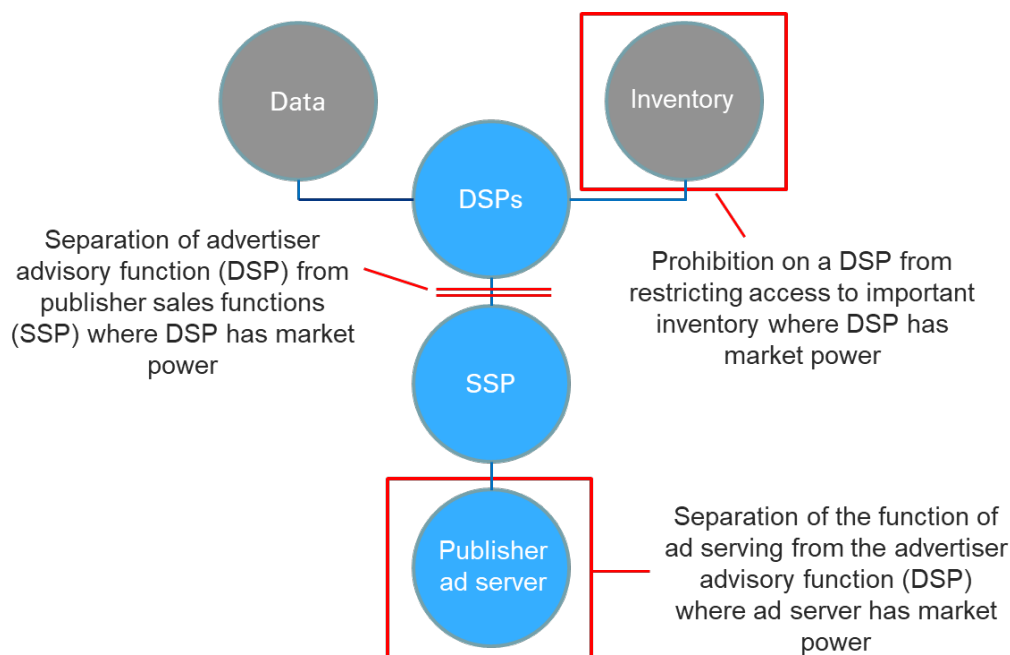 Data
Inventory
DSPs
Separation of advertiser
advisory function (DSP) from
publisher sales functions
(SSP) where DSP has market
power
Prohibition on a DSP from
restricting access to important
inventory where DSP has
market power
SSP
Publisher
ad server
Separation of the function of
ad serving from the advertiser
advisory function (DSP)
where ad server has market
power